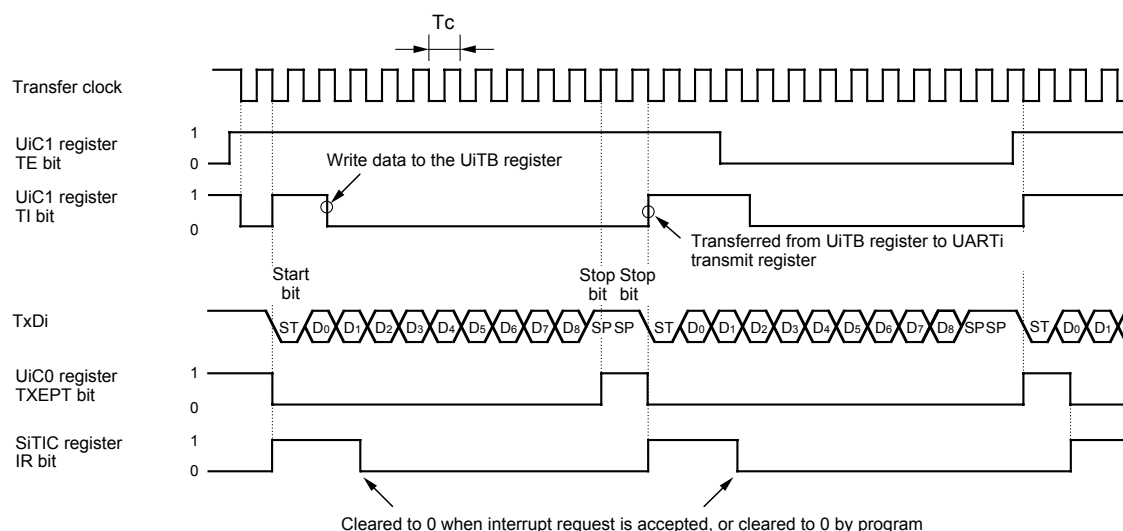 Tc
Transfer clock
UiC1 register
TE bit
1
0
Write data to the UiTB register
UiC1 register
TI bit
1
0
Transferred from UiTB register to UARTi
transmit register
Start
bit
Stop Stop
bit bit
TxDi
ST D0 D1 D2 D3 D4 D5 D6 D7 D8 SP SP ST D0 D1 D2 D3 D4 D5 D6 D7 D8 SPSP ST D0 D1
UiC0 register
TXEPT bit
1
0
SiTIC register
IR bit
1
0
Cleared to 0 when interrupt request is accepted, or cleared to 0 by program